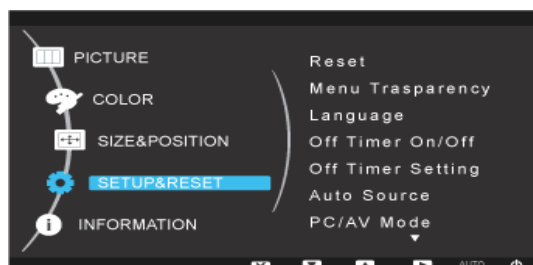 PICTURE
COLOR
SIZE&POSITION
SETUP&RESET
INFORMATION
Reset
Menu Trasparency
Language
Off Timer On/Off
Off Timer Setting
Auto Source
PC/AV Mode
AUTO